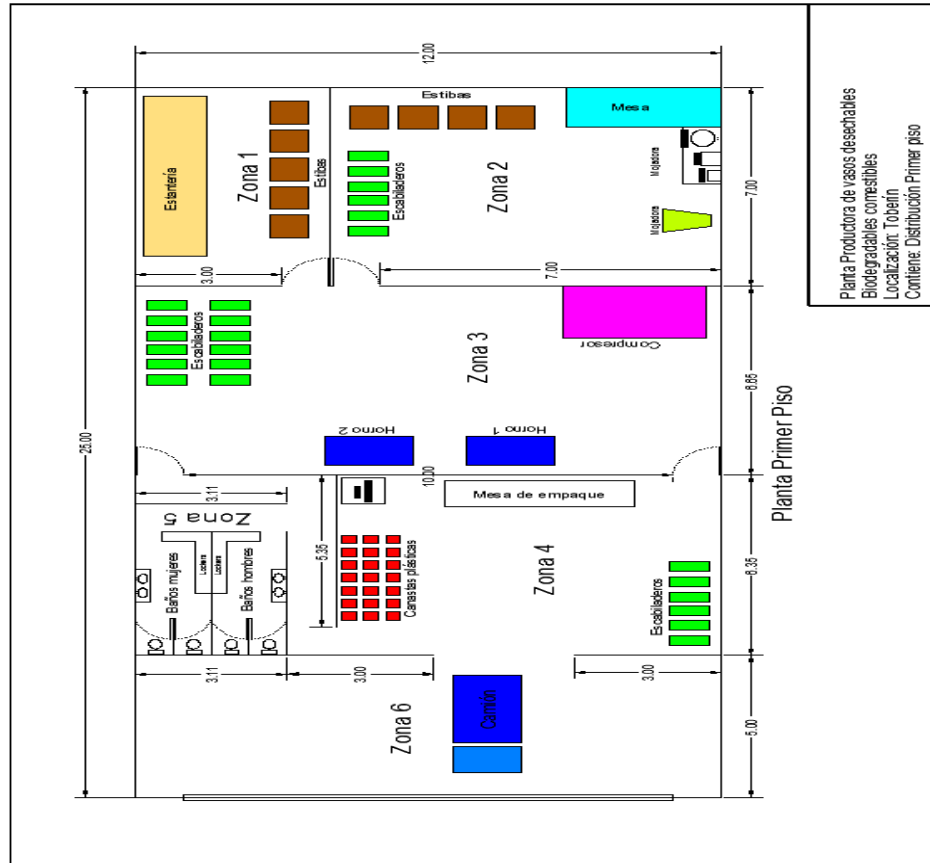 12.00
25.00
Estantería
Zona 1
Estibas
3.00
Estibas
Mesa
Escabiladeros
Zona 2
Mojadora
Mojadora
7.00
7.00
Escabiladeros
Zona 3
Compresor
Horno 2
Horno 1
6.65
10.00
3.11
Zona 5
Lockers
Lockers
Baños mujeres
Baños hombres
5.35
Canastas plásticas
Mesa de empaque
Zona 4
Escabiladeros
6.35
3.11
3.00
3.00
Zona 6
Camión
5.00
Planta Primer Piso
Planta Productora de vasos desechables
Biodegradables comestibles
Localización: Toberín
Contiene: Distribución Primer piso